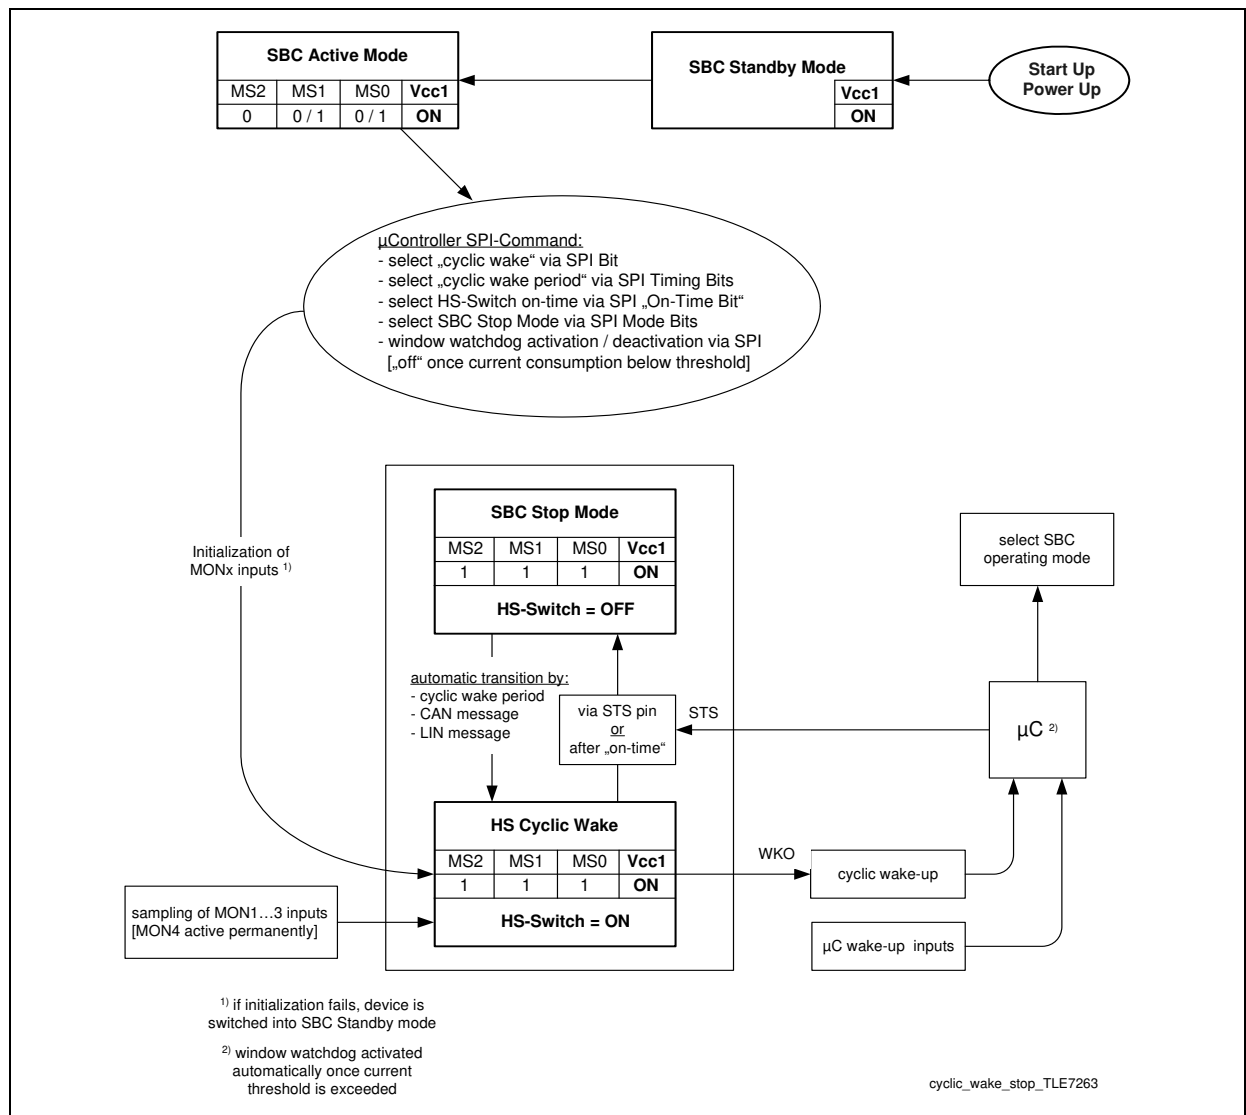 SBC Active Mode
MS2 MS1 MS0 Vcc1
0 0 / 1 0 / 1 ON
SBC Standby Mode
Vcc1
ON
Start Up
Power Up
µController SPI-Command:
- select „cyclic wake“ via SPI Bit
- select „cyclic wake period“ via SPI Timing Bits
- select HS-Switch on-time via SPI „On-Time Bit“
- select SBC Stop Mode via SPI Mode Bits
- window watchdog activation / deactivation via SPI
[„off“ once current consumption below threshold]
Initialization of
MONx inputs 1)
SBC Stop Mode
MS2 MS1 MS0 Vcc1
1 1 1 ON
HS-Switch = OFF
automatic transition by:
- cyclic wake period
- CAN message
- LIN message
via STS pin
or
after „on-time“
STS
select SBC
operating mode
µC 2)
HS Cyclic Wake
MS2 MS1 MS0 Vcc1
1 1 1 ON
HS-Switch = ON
WKO
cyclic wake-up
µC wake-up inputs
sampling of MON1...3 inputs
[MON4 active permanently]
1) if initialization fails, device is
switched into SBC Standby mode
2) window watchdog activated
automatically once current
threshold is exceeded
cyclic_wake_stop_TLE7263